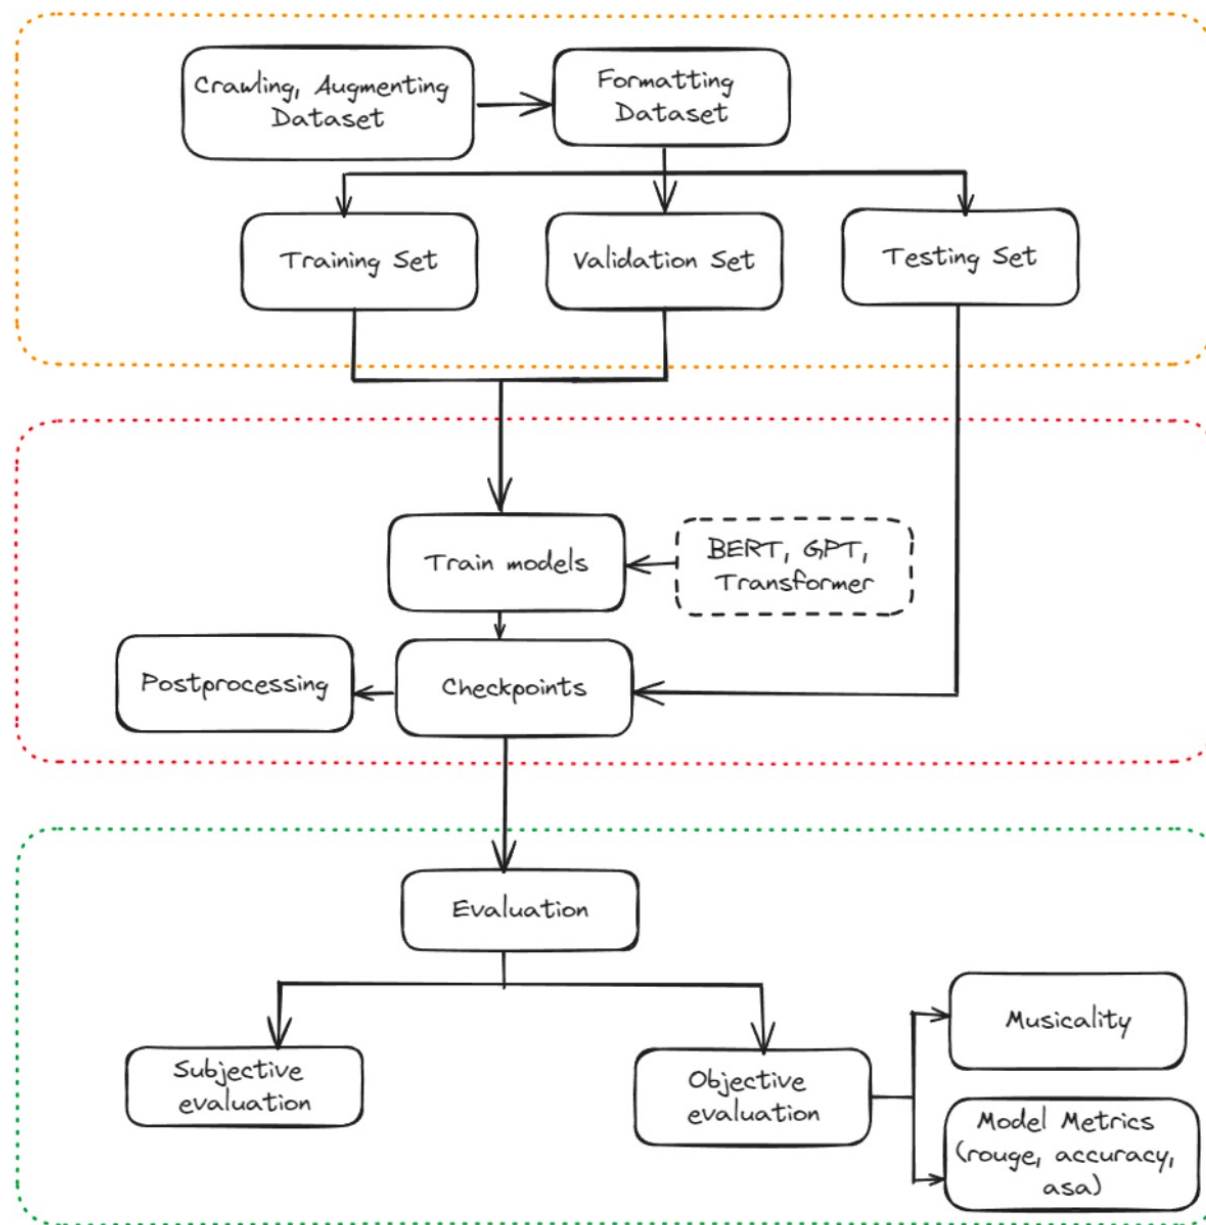 Crawling, Augmenting
Dataset
Formatting
Dataset
Training Set
Validation Set
Testing Set
Train models
BERT, GPT,
Transformer
Postprocessing
Checkpoints
Evaluation
Subjective
evaluation
Objective
evaluation
Musicality
Model Metrics
(rouge, accuracy,
asa)